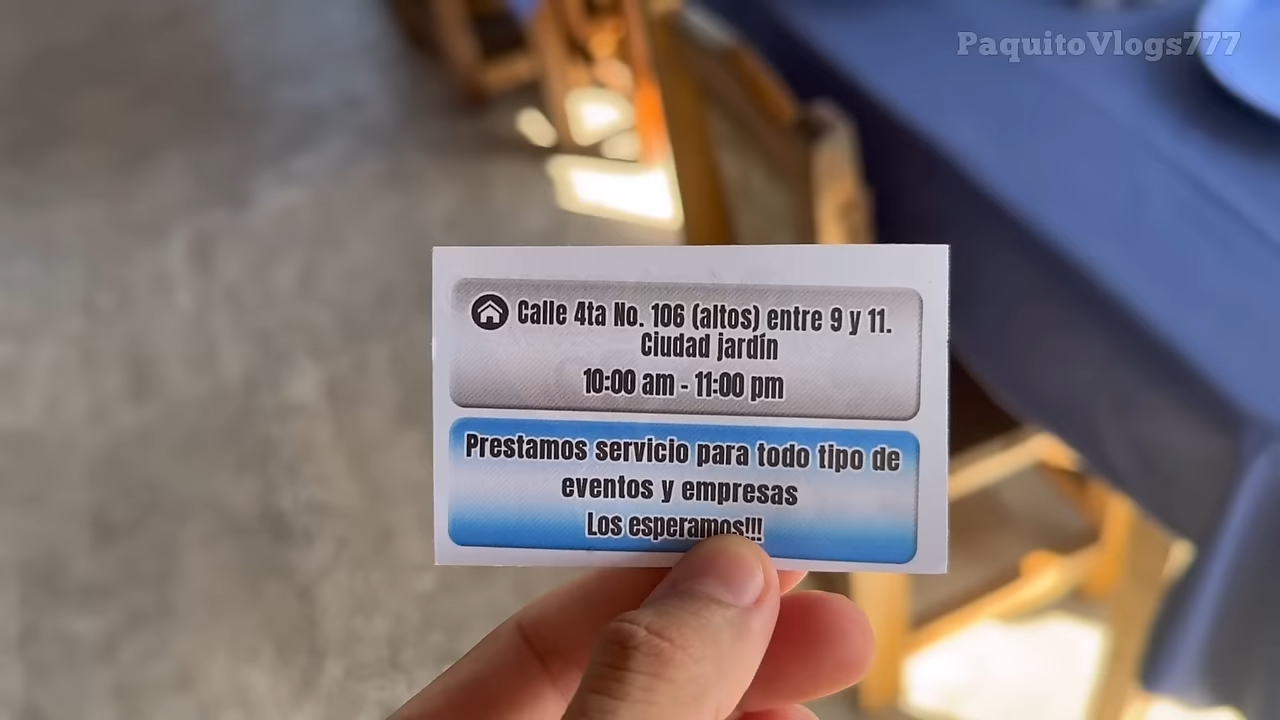 PaquitoVlogs777
Calle 4ta No. 106 (altos) entre 9 y 11.
Ciudad jardín
10:00 am - 11:00 pm
Prestamos servicio para todo tipo de
eventos y empresas
Los esperamos!!!